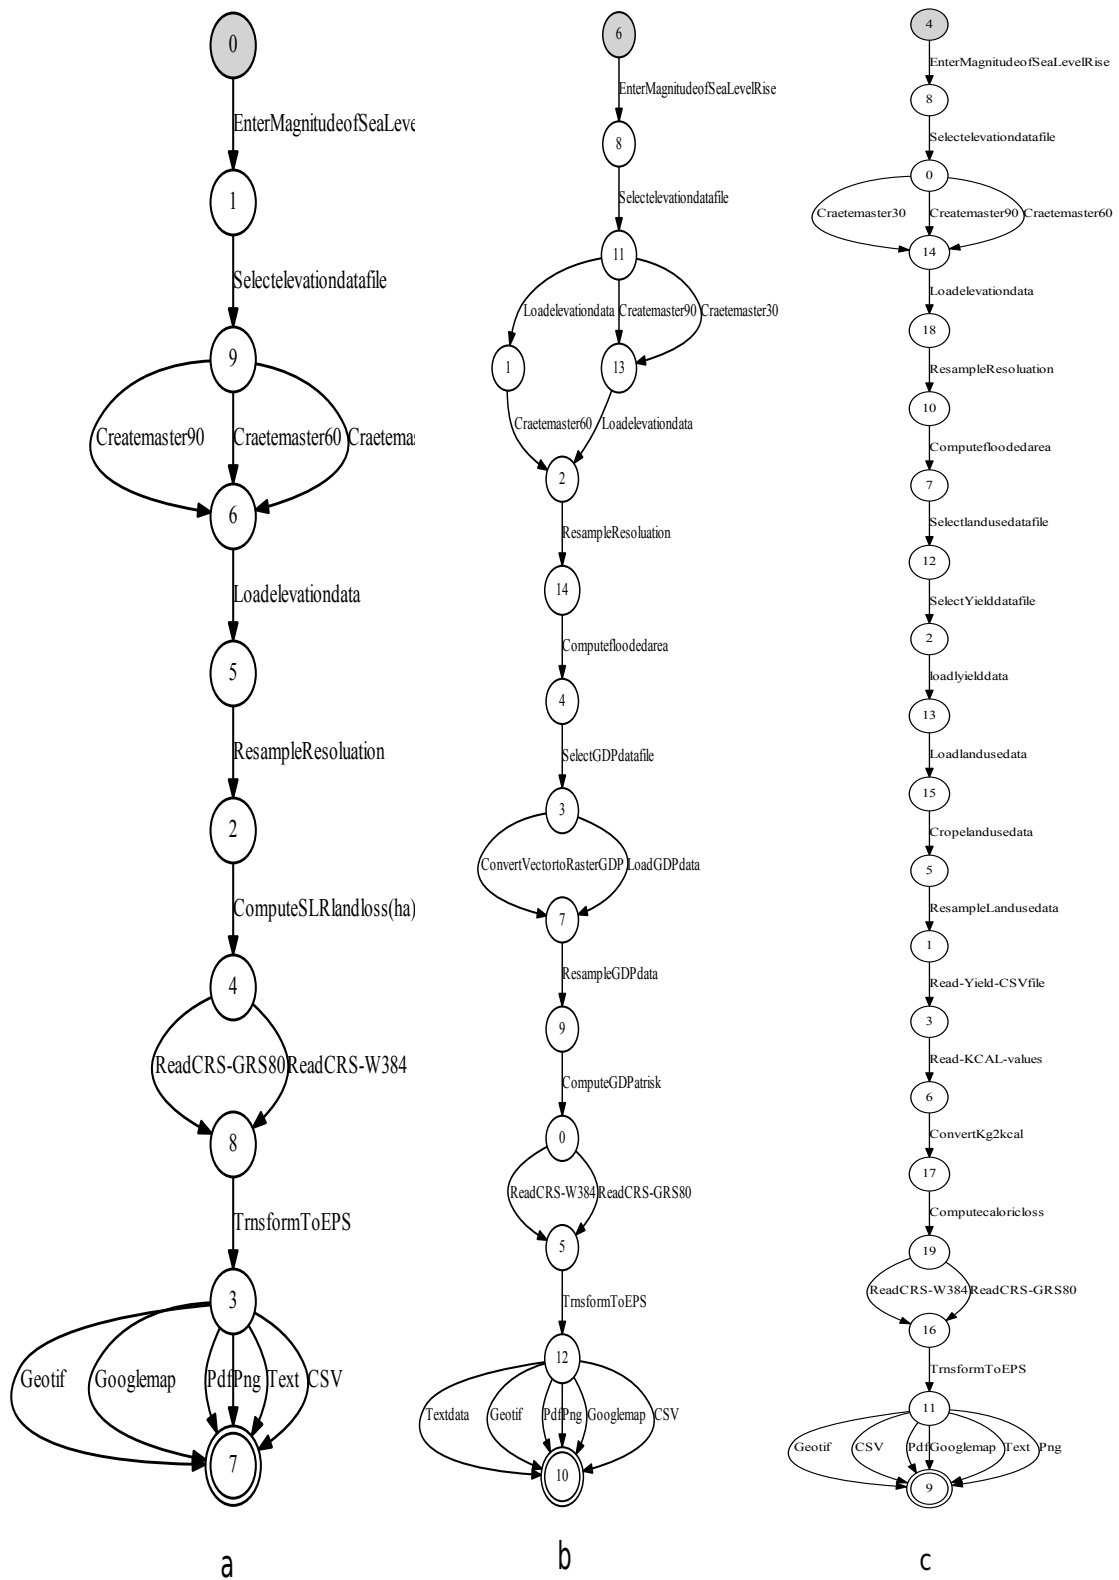 0
EnterMagnitudeofSeaLeve
1
Selectelevationdatafile
9
Createmaster90 Craetemaster60 Craetemas
6
Loadelevationdata
5
ResampleResoluation
2
ComputeSLRlandloss(ha)
4
ReadCRS-GRS80 ReadCRS-W384
8
TrnsformToEPS
3
Geotif Googlemap Pdf Png Text CSV
7
a
6
EnterMagnitudeofSeaLevelRise
8
Selectelevationdatafile
11
Loadelevationdata Createmaster90 Craetemaster30
1 13
Craetemaster60 Loadelevationdata
2
ResampleResoluation
14
Computefloodedarea
4
SelectGDPdatafile
3
ConvertVectortoRasterGDP LoadGDPdata
7
ResampleGDPdata
9
ComputeGDPatrisk
0
ReadCRS-W384 ReadCRS-GRS80
5
TrnsformToEPS
12
Textdata Geotif Pdf Png Googlemap CSV
10
b
4
EnterMagnitudeofSeaLevelRise
8
Selectelevationdatafile
0
Craetemaster30 Createmaster90 Craetemaster60
14
Loadelevationdata
18
ResampleResoluation
10
Computefloodedarea
7
Selectlandusedatafile
12
SelectYielddatafile
2
loadlyielddata
13
Loadlandusedata
15
Cropelandusedata
5
ResampleLandusedata
1
Read-Yield-CSVfile
3
Read-KCAL-values
6
ConvertKg2kcal
17
Computecaloricloss
19
ReadCRS-W384 ReadCRS-GRS80
16
TrnsformToEPS
11
Geotif CSV Pdf Googlemap Text Png
9
c